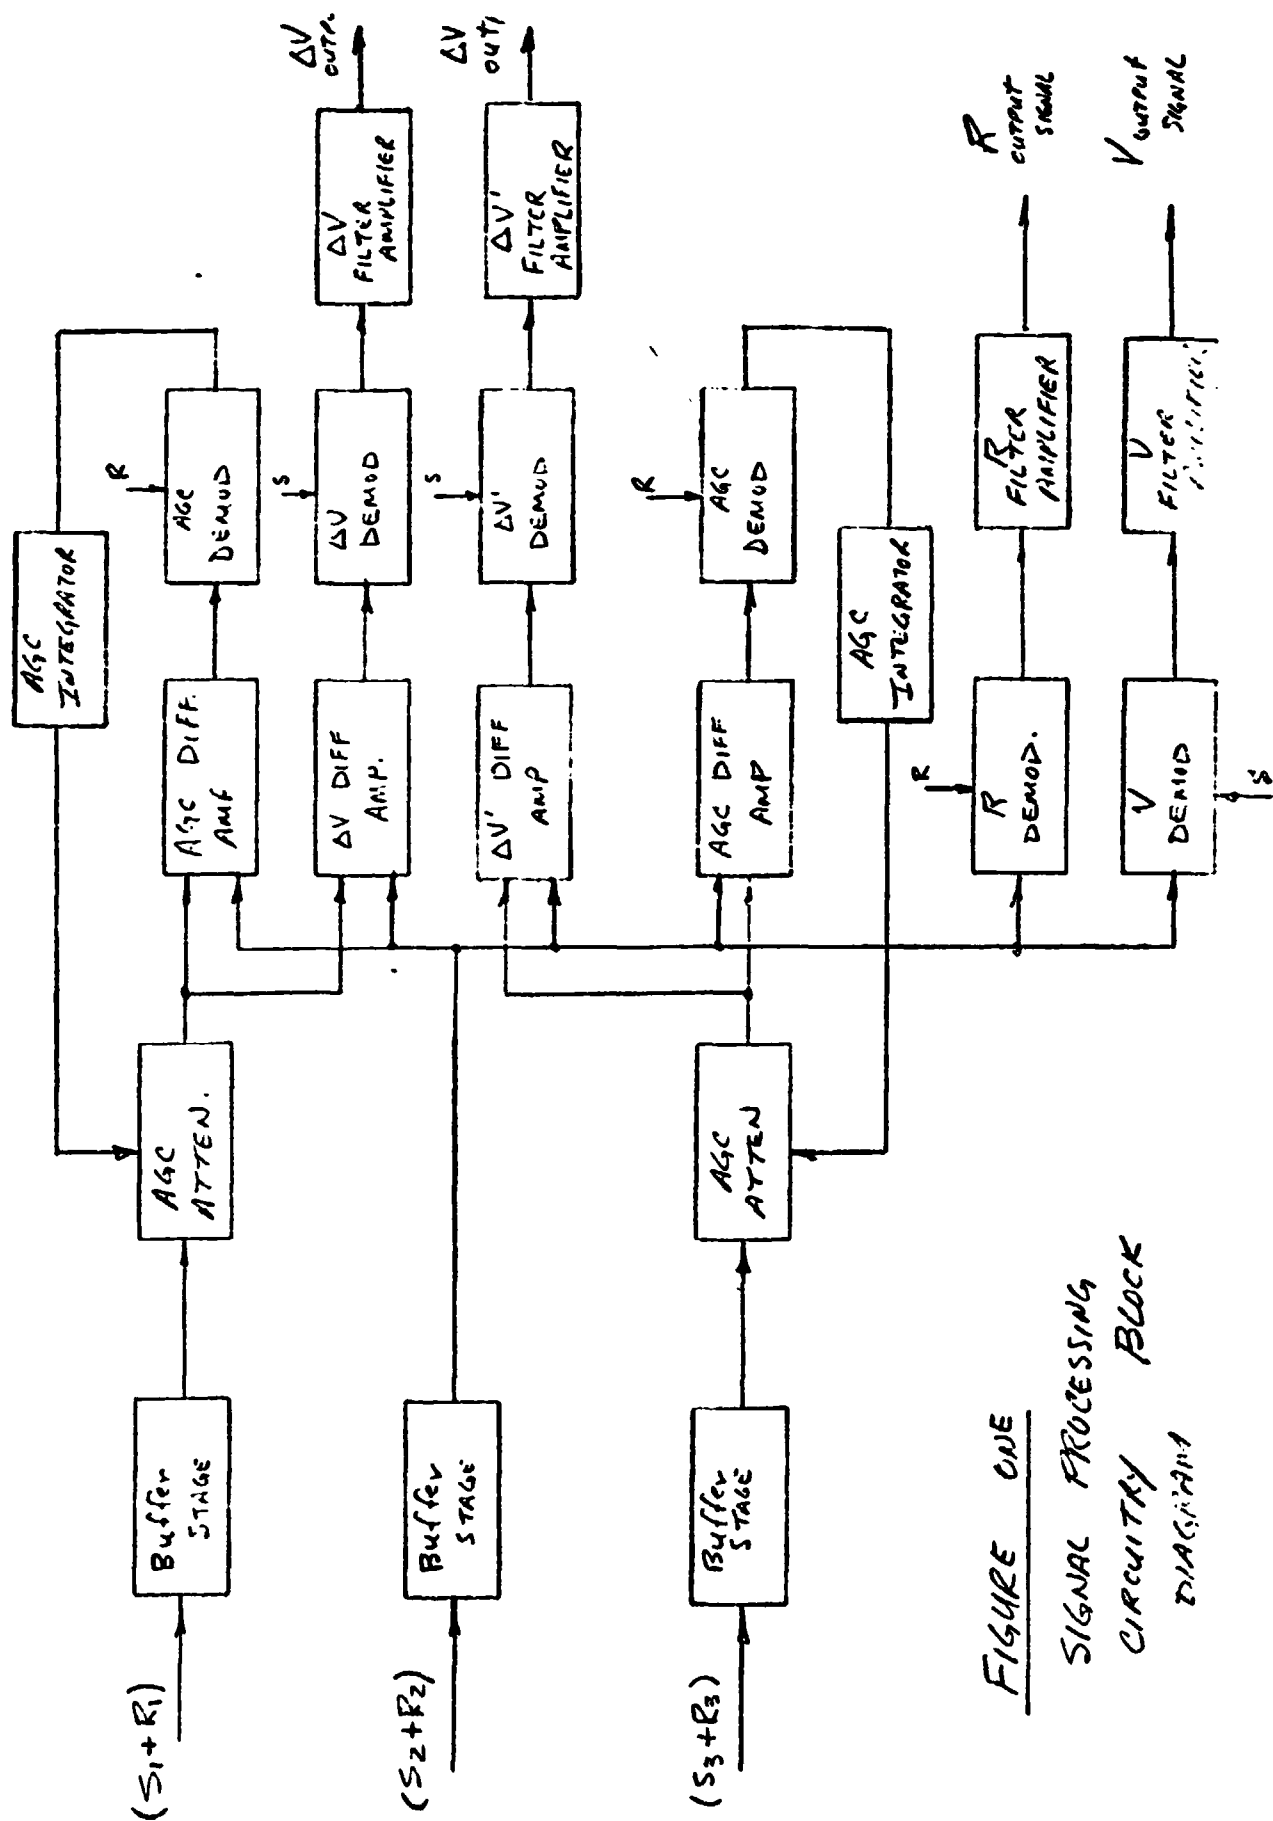 (S1+R1)
Buffer
STAGE
AGC
ATTEN.
AGC
INTEGRATOR
AGC DIFF.
AMP
R
AGC
DEMOD
ΔV DIFF
AMP.
S
ΔV
DEMOD
ΔV
FILTER
AMPLIFIER
ΔV
OUTPU
(S2+R2)
Buffer
STAGE
ΔV' DIFF
AMP
S
ΔV'
DEMOD
ΔV'
FILTER
AMPLIFIER
ΔV
OUT
(S3+R3)
Buffer
STAGE
AGC
ATTEN
AGC DIFF
AMP
R
AGC
DEMOD
AGC
INTEGRATOR
R
R
DEMOD.
R
FILTER
AMPLIFIER
R
OUTPUT
SIGNAL
V
DEMOD
S
V
FILTER
V OUTPUT
SIGNAL
FIGURE ONE
SIGNAL PROCESSING
CIRCUITRY BLOCK
DIAGRAM